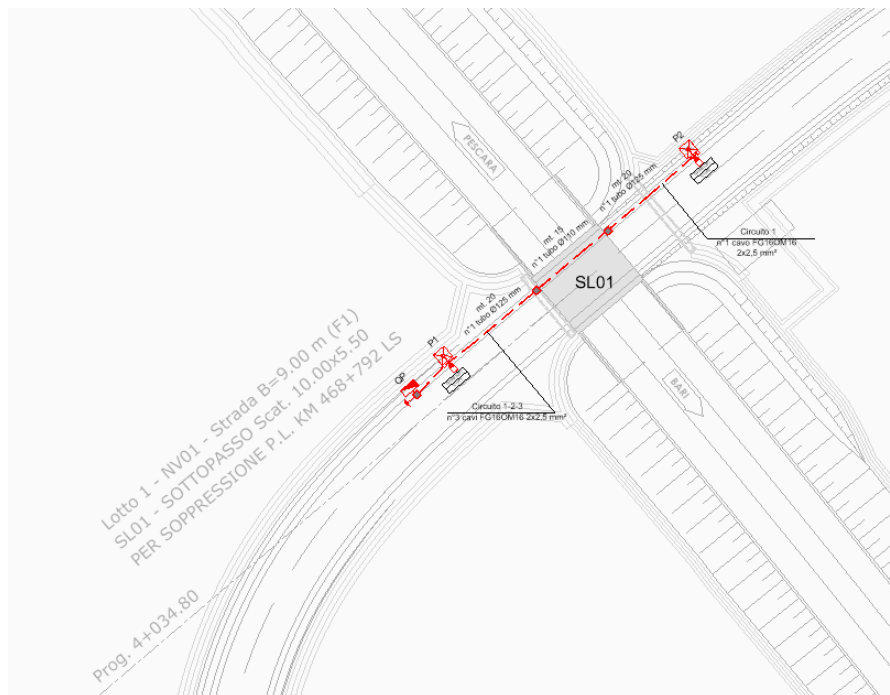 P2
PESCARA
mt. 20
n°1 tubo Ø125 mm
mt. 15
n°1 tubo Ø110 mm
Circuito 1
n°1 cavo FG16OM16
2x2,5 mm²
SL01
mt. 20
n°1 tubo Ø125 mm
P1
QP
BARI
Circuito 1-2-3
n°3 cavi FG16OM16 2x2,5 mm²
Lotto 1 - NV01 - Strada B=9.00 m (F1)
SL01 - SOTTOPASSO Scat. 10.00x5.50
PER SOPPRESSIONE P.L. KM 468+792 LS
Prog. 4+034.80